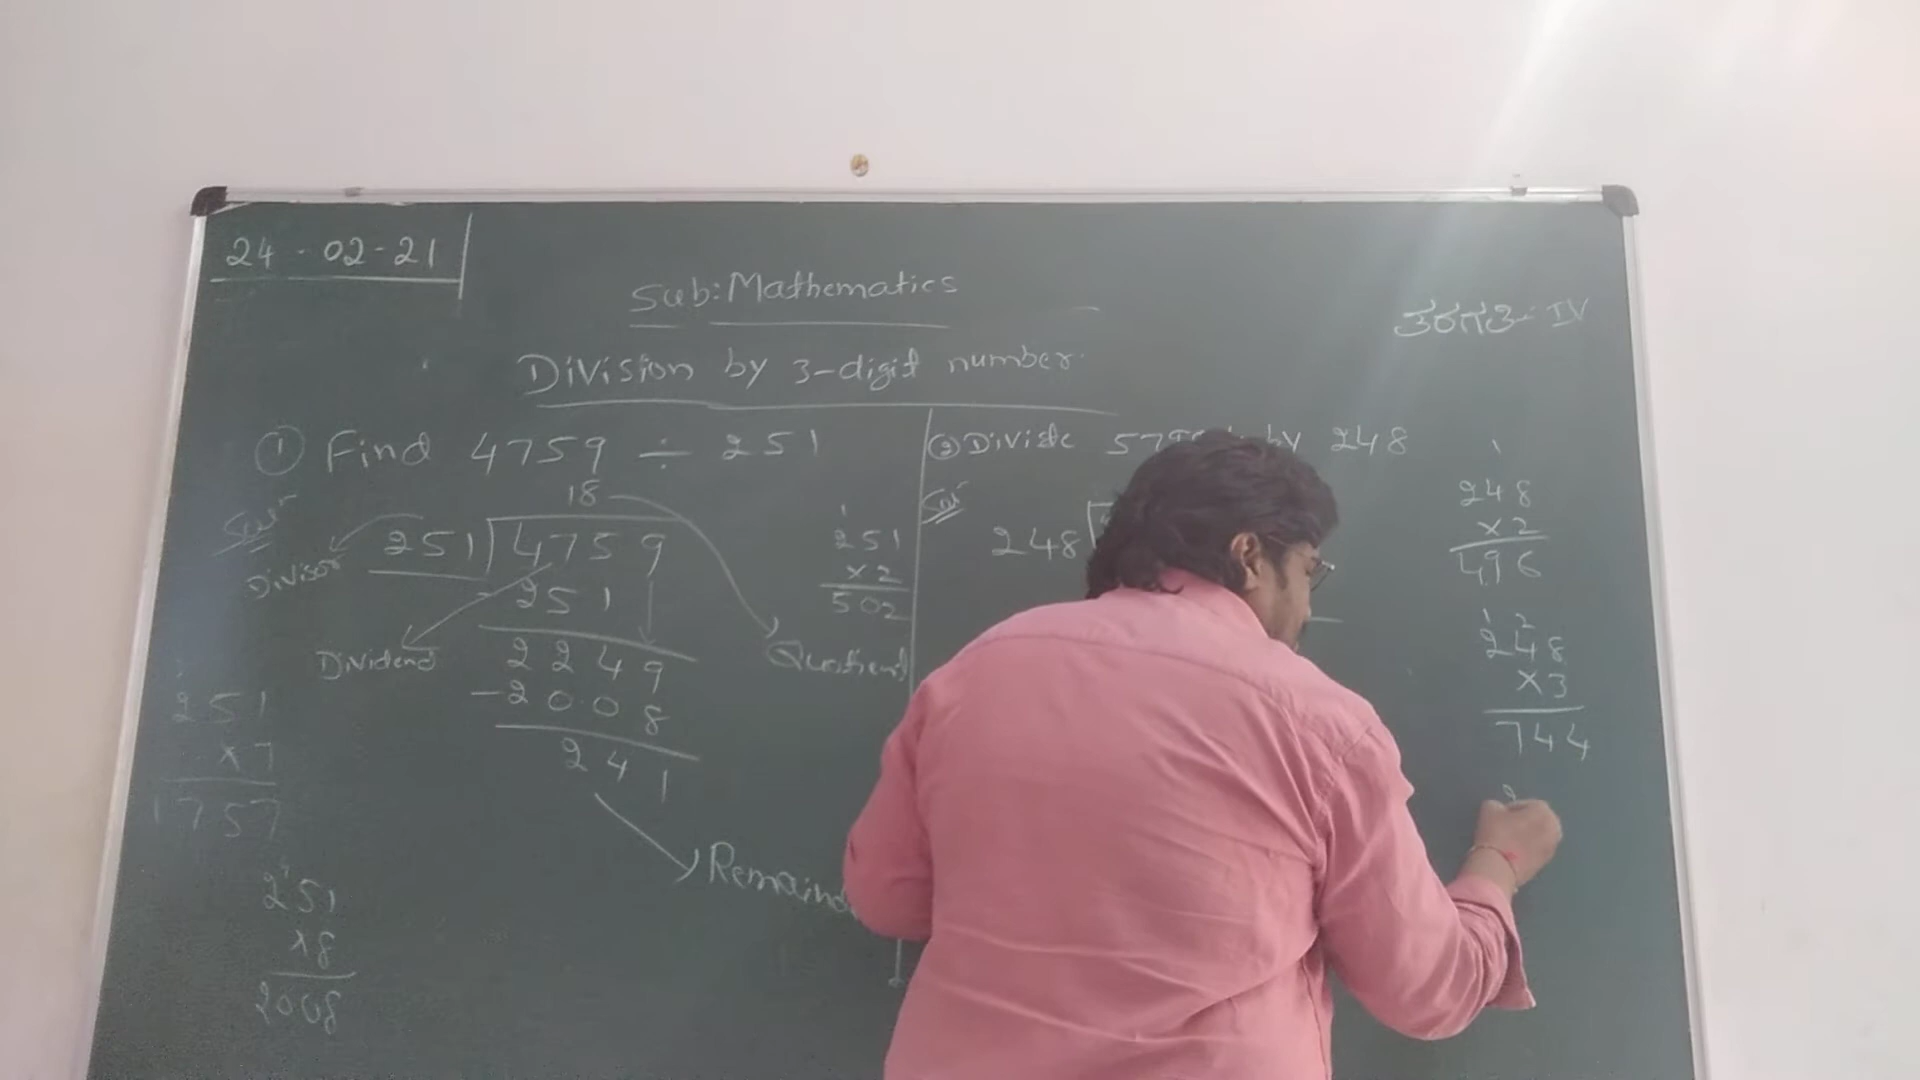 24-02-21
Sub:Mathematics
ತರಗತಿ-IV
Division by 3-digit number.
① Find 4759 ÷ 251
18
251)4759
Divisor
- 251
Dividend
2249
-2008
241
Quotient
251
×2
502
251
×7
1757
251
×8
2008
② Divide by 248
248
248
×2
496
248
×3
744